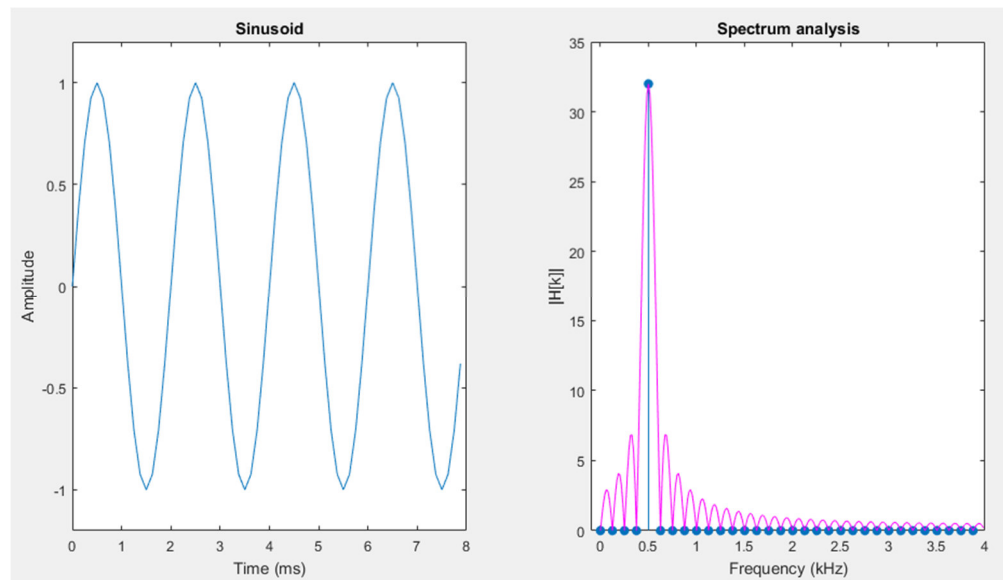 Sinusoid
Amplitude
1
0.5
0
-0.5
-1
0 1 2 3 4 5 6 7 8
Time (ms)
Spectrum analysis
|H[k]|
35
30
25
20
15
10
5
0
0 0.5 1 1.5 2 2.5 3 3.5 4
Frequency (kHz)